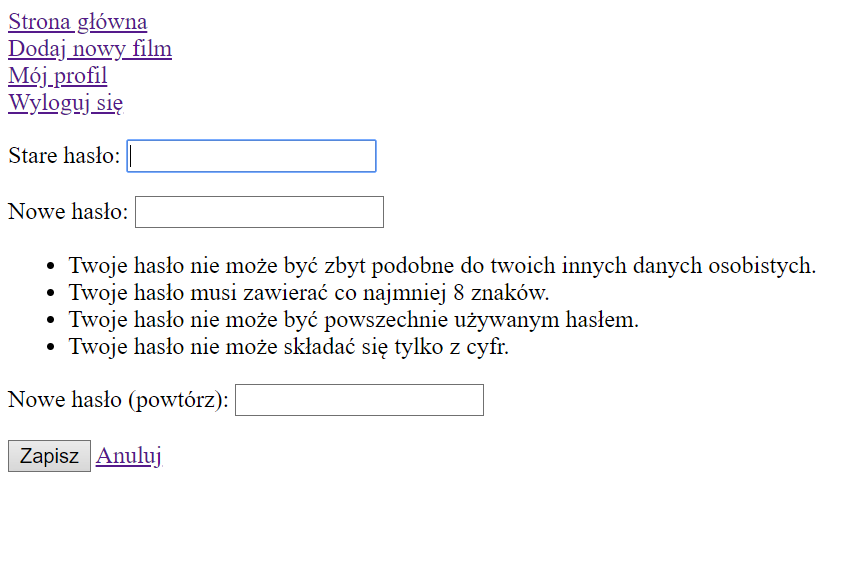 Strona główna
Dodaj nowy film
Mój profil
Wyloguj się
Stare hasło:
Nowe hasło:
Twoje hasło nie może być zbyt podobne do twoich innych danych osobistych.
Twoje hasło musi zawierać co najmniej 8 znaków.
Twoje hasło nie może być powszechnie używanym hasłem.
Twoje hasło nie może składać się tylko z cyfr.
Nowe hasło (powtórz):
Zapisz Anuluj